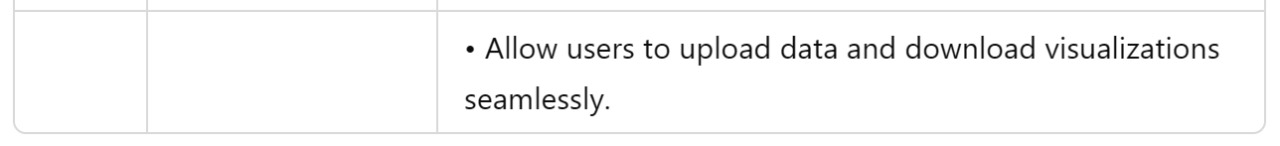 • Allow users to upload data and download visualizations
seamlessly.